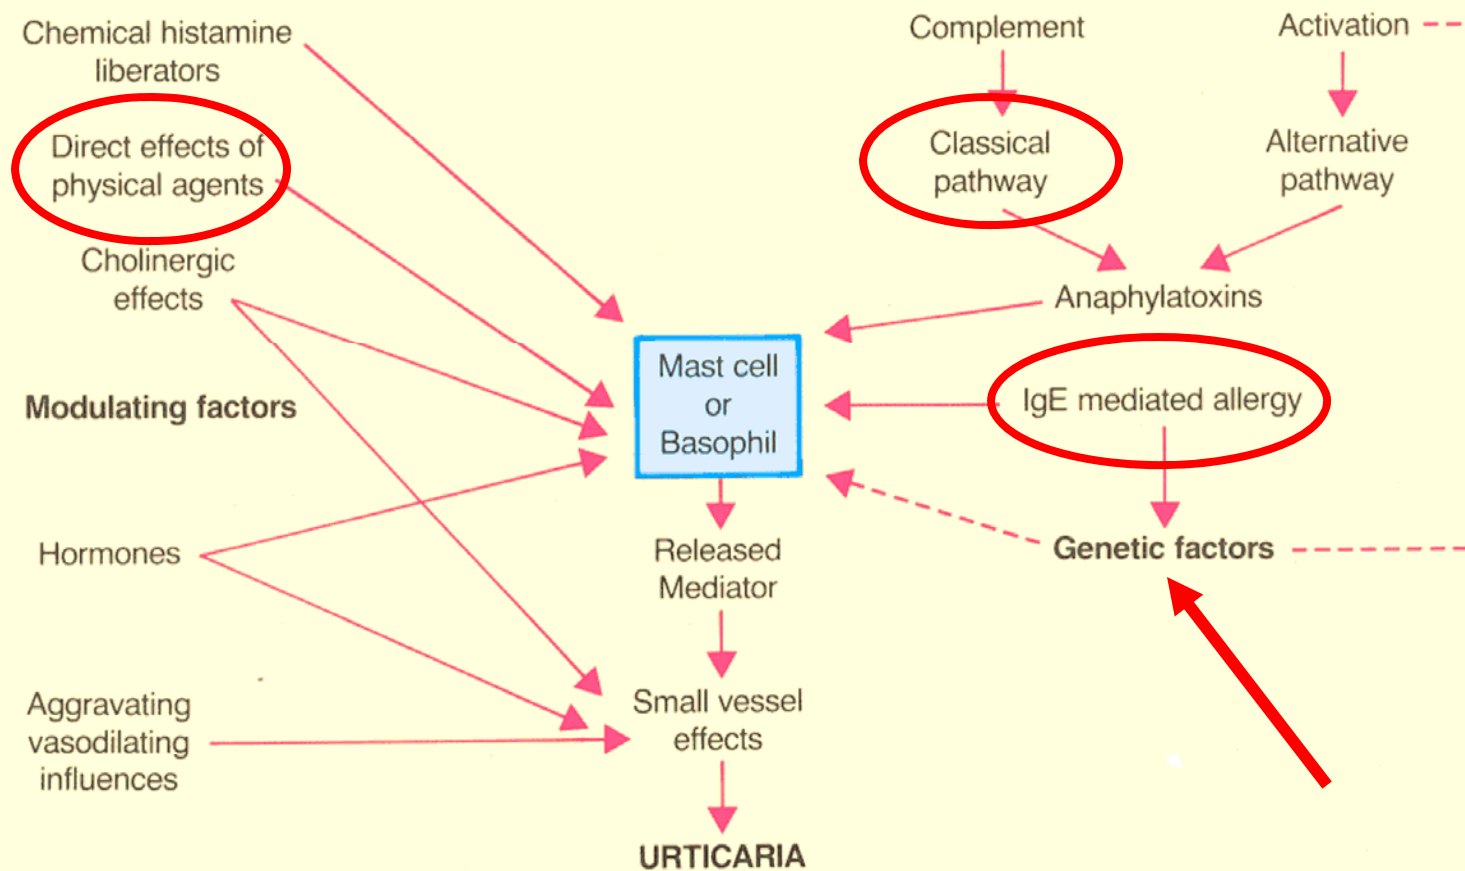 Chemical histamine
liberators
Direct effects of
physical agents
Cholinergic
effects
Modulating factors
Hormones
Aggravating
vasodilating
influences
Mast cell
or
Basophil
Released
Mediator
Small vessel
effects
URTICARIA
Complement
Activation
Classical
pathway
Alternative
pathway
Anaphylatoxins
IgE mediated allergy
Genetic factors